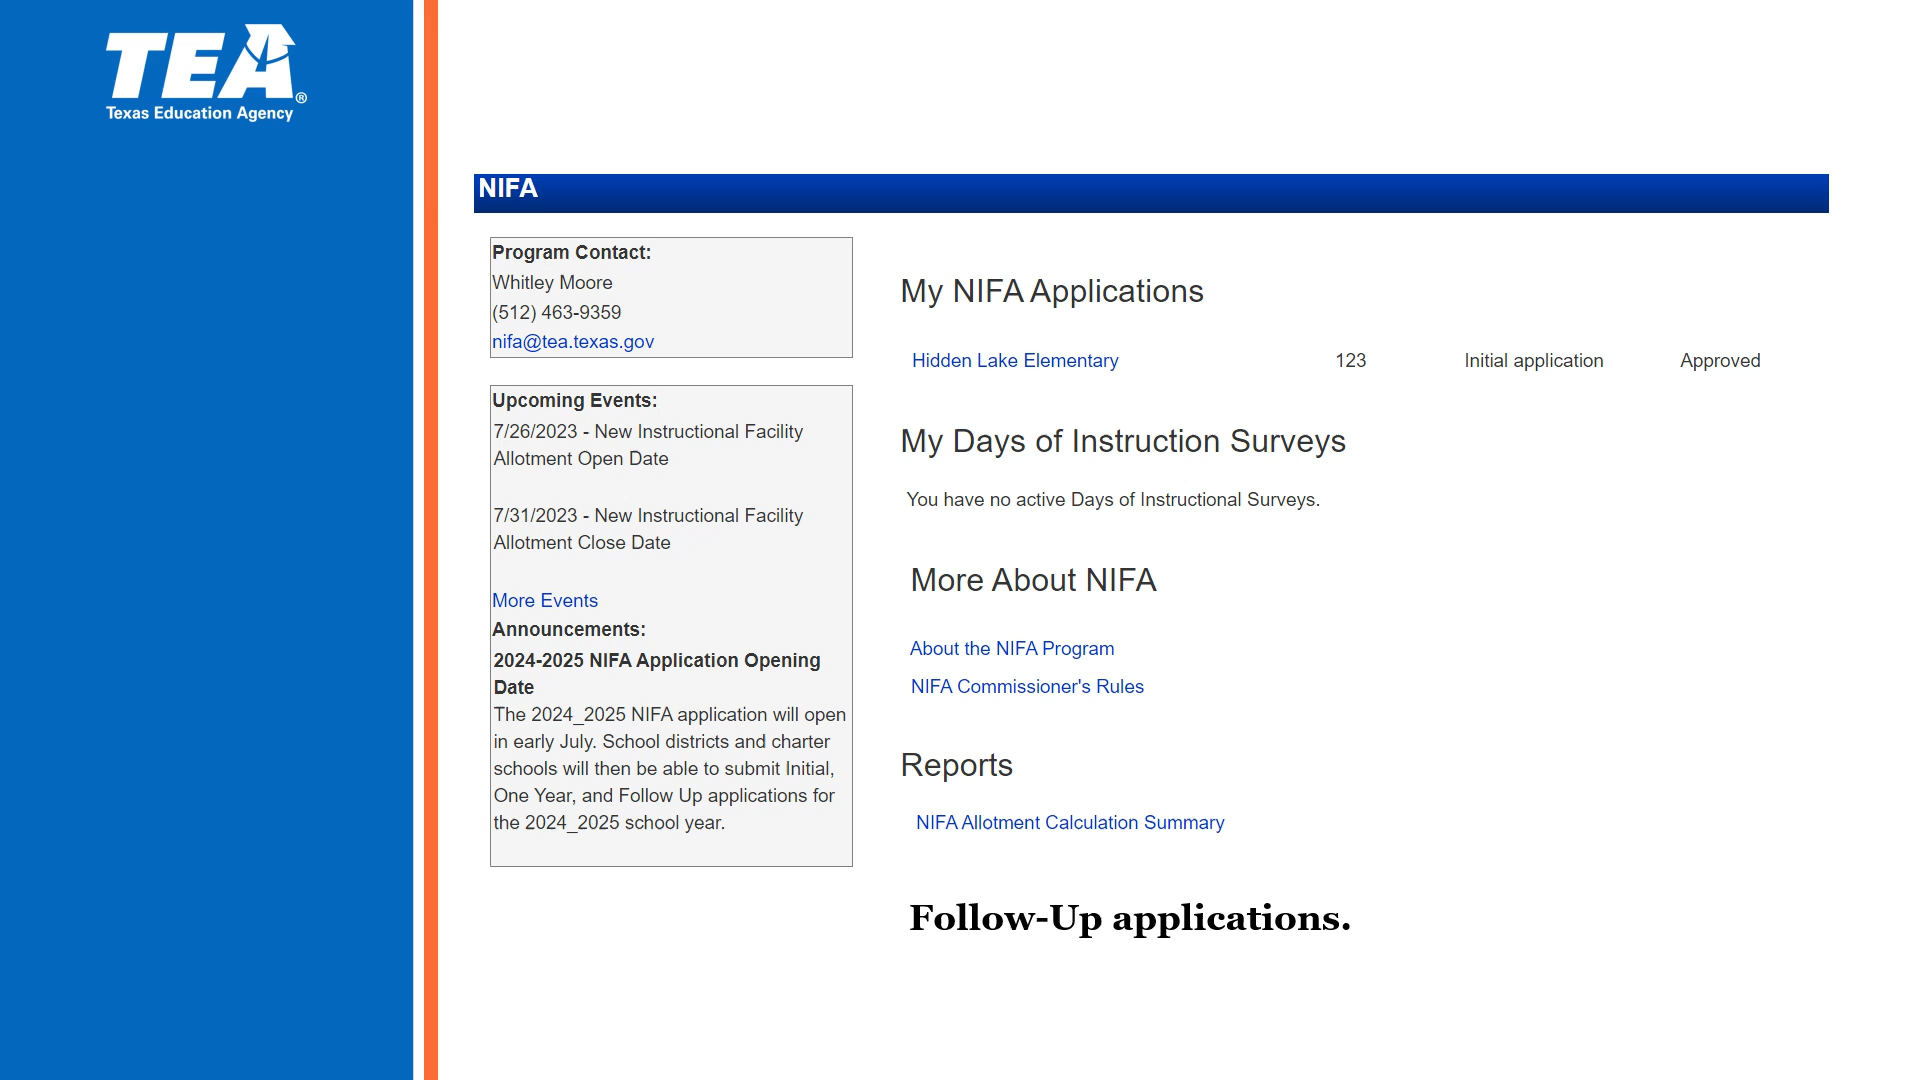 TEA®
Texas Education Agency
NIFA
Program Contact:
Whitley Moore
(512) 463-9359
nifa@tea.texas.gov
Upcoming Events:
7/26/2023 - New Instructional Facility
Allotment Open Date
7/31/2023 - New Instructional Facility
Allotment Close Date
More Events
Announcements:
2024-2025 NIFA Application Opening
Date
The 2024_2025 NIFA application will open
in early July. School districts and charter
schools will then be able to submit Initial,
One Year, and Follow Up applications for
the 2024_2025 school year.
My NIFA Applications
Hidden Lake Elementary 123 Initial application Approved
My Days of Instruction Surveys
You have no active Days of Instructional Surveys.
More About NIFA
About the NIFA Program
NIFA Commissioner's Rules
Reports
NIFA Allotment Calculation Summary
Follow-Up applications.